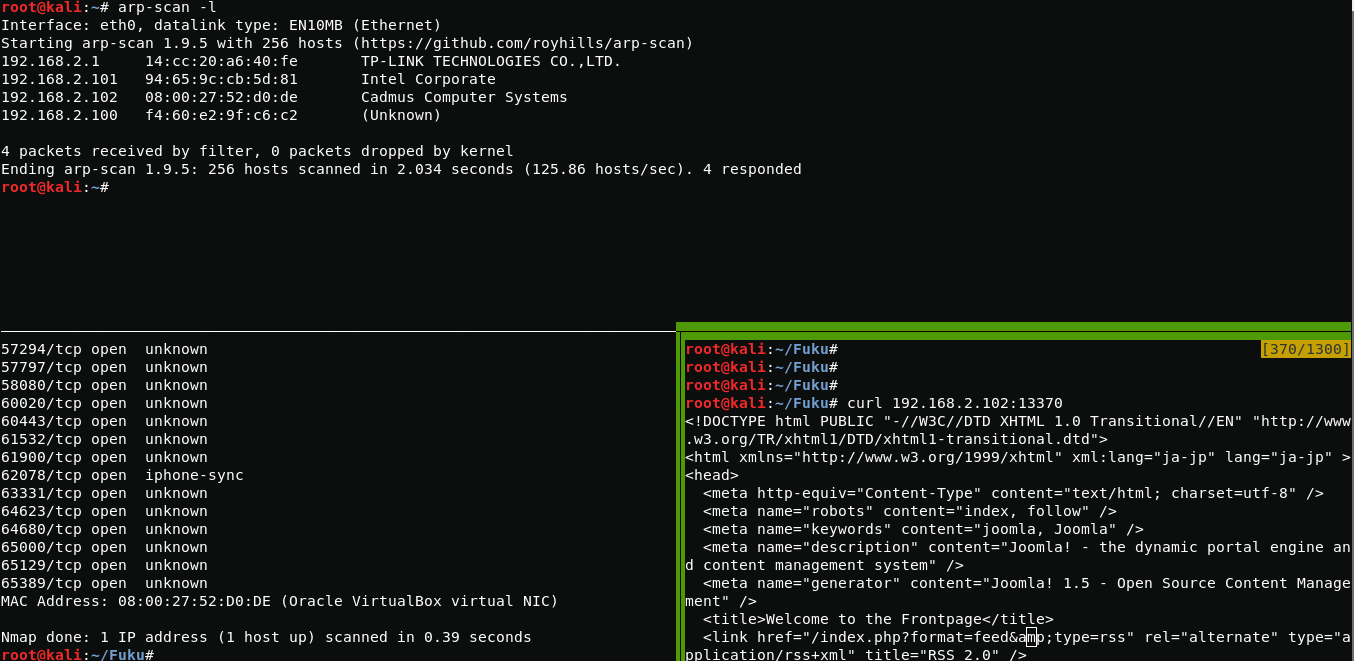 root@kali:~# arp-scan -l
Interface: eth0, datalink type: EN10MB (Ethernet)
Starting arp-scan 1.9.5 with 256 hosts (https://github.com/royhills/arp-scan)
192.168.2.1     14:cc:20:a6:40:fe       TP-LINK TECHNOLOGIES CO.,LTD.
192.168.2.101   94:65:9c:cb:5d:81       Intel Corporate
192.168.2.102   08:00:27:52:d0:de       Cadmus Computer Systems
192.168.2.100   f4:60:e2:9f:c6:c2       (Unknown)
4 packets received by filter, 0 packets dropped by kernel
Ending arp-scan 1.9.5: 256 hosts scanned in 2.034 seconds (125.86 hosts/sec). 4 responded
root@kali:~#
57294/tcp open  unknown
57797/tcp open  unknown
58080/tcp open  unknown
60020/tcp open  unknown
60443/tcp open  unknown
61532/tcp open  unknown
61900/tcp open  unknown
62078/tcp open  iphone-sync
63331/tcp open  unknown
64623/tcp open  unknown
64680/tcp open  unknown
65000/tcp open  unknown
65129/tcp open  unknown
65389/tcp open  unknown
MAC Address: 08:00:27:52:D0:DE (Oracle VirtualBox virtual NIC)
Nmap done: 1 IP address (1 host up) scanned in 0.39 seconds
root@kali:~/Fuku#
root@kali:~/Fuku# [370/1300]
root@kali:~/Fuku#
root@kali:~/Fuku#
root@kali:~/Fuku# curl 192.168.2.102:13370
<!DOCTYPE html PUBLIC "-//W3C//DTD XHTML 1.0 Transitional//EN" "http://www
.w3.org/TR/xhtml1/DTD/xhtml1-transitional.dtd">
<html xmlns="http://www.w3.org/1999/xhtml" xml:lang="ja-jp" lang="ja-jp" >
<head>
  <meta http-equiv="Content-Type" content="text/html; charset=utf-8" />
  <meta name="robots" content="index, follow" />
  <meta name="keywords" content="joomla, Joomla" />
  <meta name="description" content="Joomla! - the dynamic portal engine an
d content management system" />
  <meta name="generator" content="Joomla! 1.5 - Open Source Content Manage
ment" />
  <title>Welcome to the Frontpage</title>
  <link href="/index.php?format=feed&amp;type=rss" rel="alternate" type="a
pplication/rss+xml" title="RSS 2.0" />